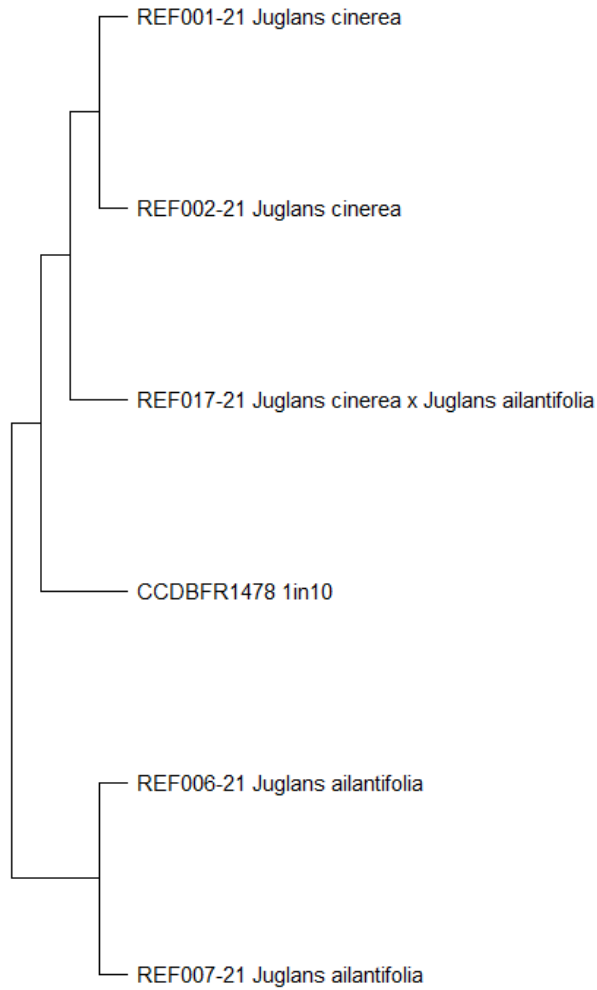 REF001-21 Juglans cinerea
REF002-21 Juglans cinerea
REF017-21 Juglans cinerea x Juglans ailantifolia
CCDBFR1478 1in10
REF006-21 Juglans ailantifolia
REF007-21 Juglans ailantifolia